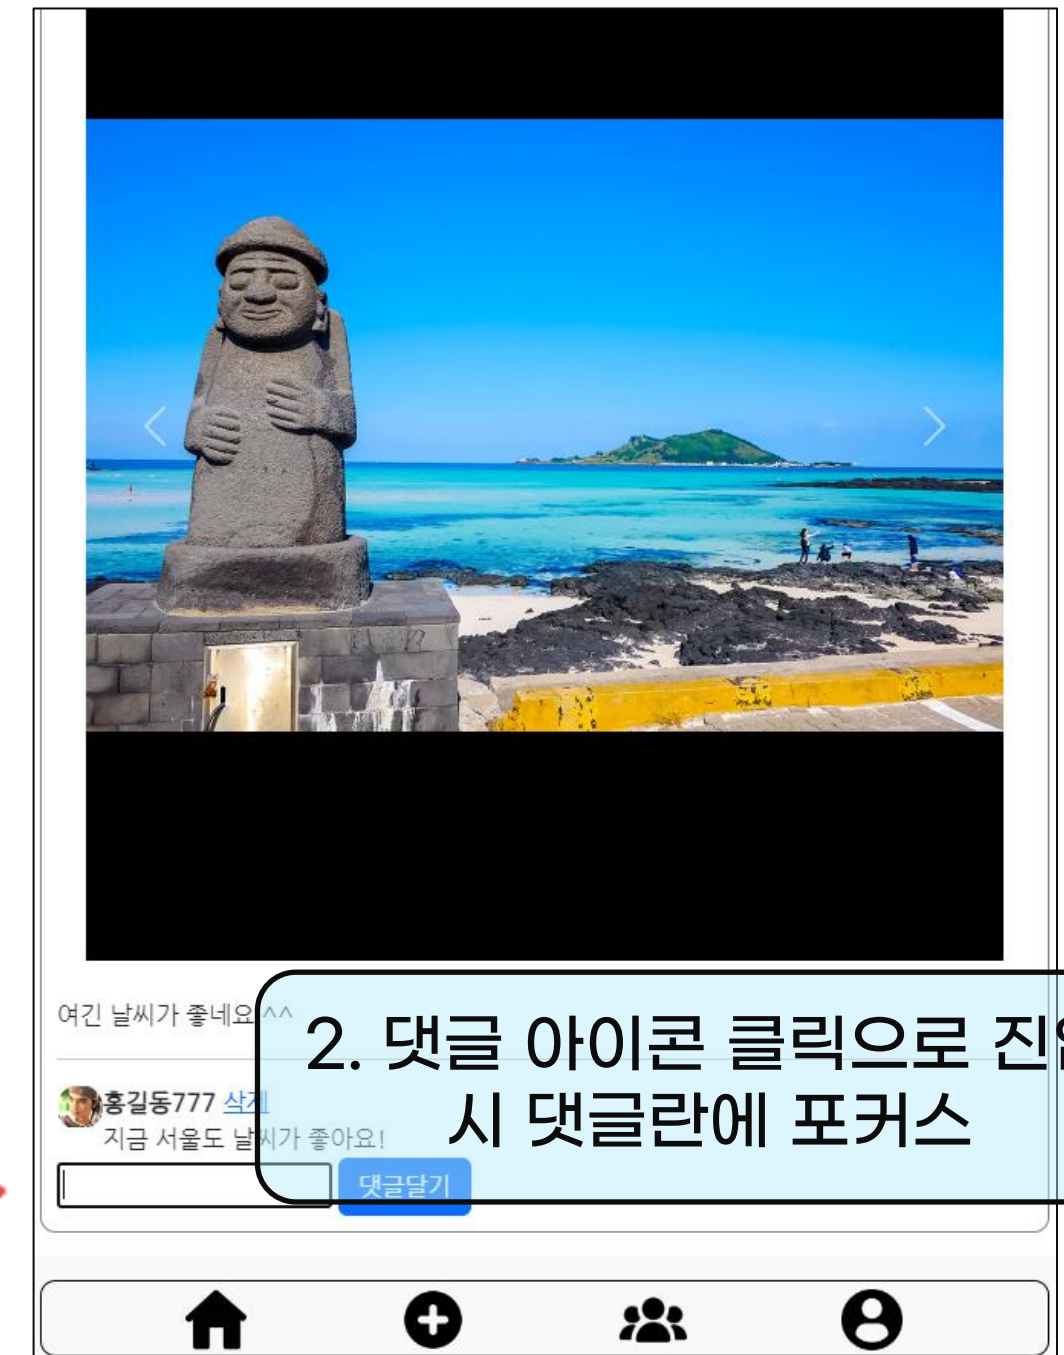 여긴 날씨가 좋네요 ^^
2. 댓글 아이콘 클릭으로
시 댓글란에 포커스
홍길동777 삭제
지금 서울도 날씨가 좋아요!
댓글달기